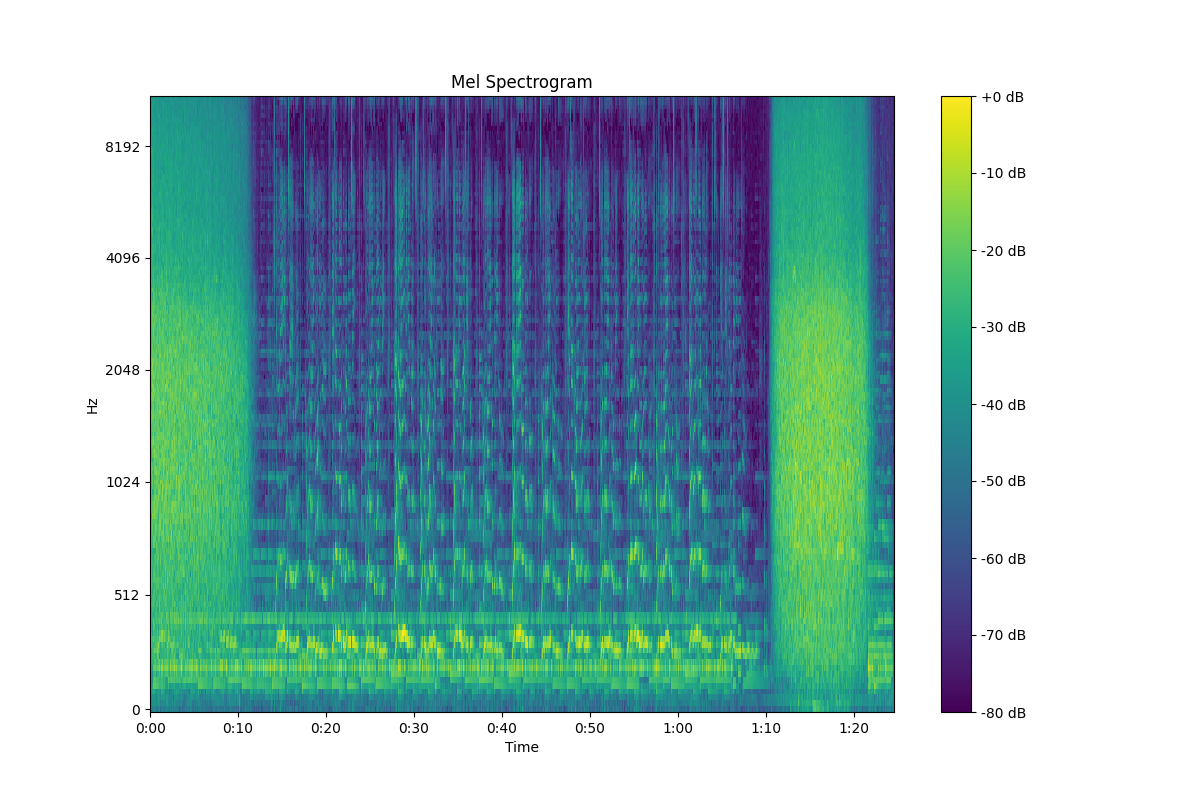 Mel Spectrogram
+0 dB
8192
-10 dB
-20 dB
4096
-30 dB
2048
-40 dB
Hz
1024
-50 dB
-60 dB
512
-70 dB
0
-80 dB
0:00 0:10 0:20 0:30 0:40 0:50 1:00 1:10 1:20
Time